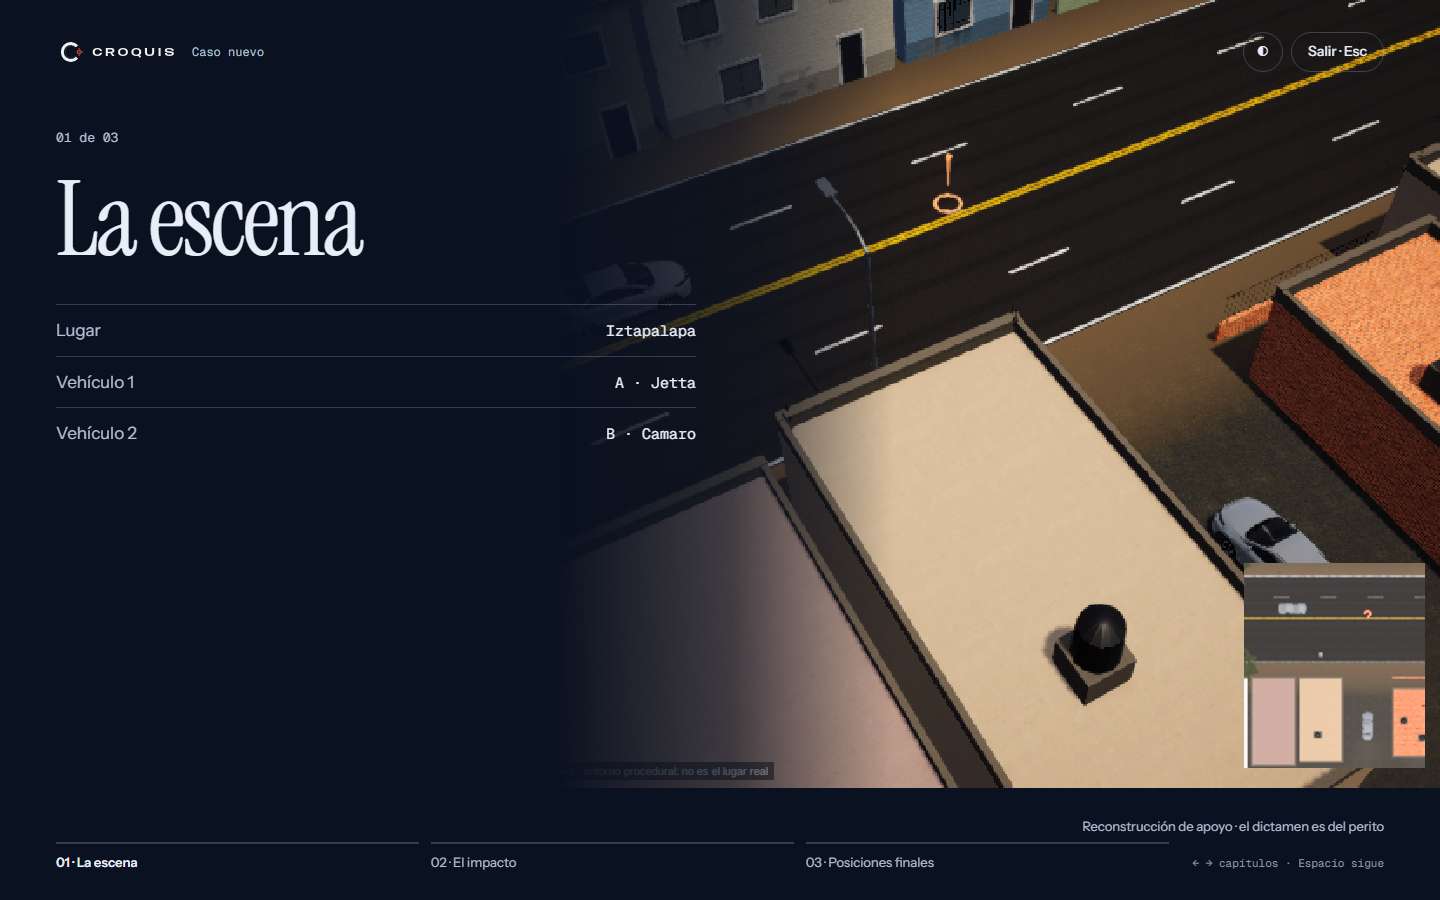 CROQUIS Caso nuevo
Salir·Esc
01 de 03
La escena
Lugar Iztapalapa
Vehículo 1 A · Jetta
Vehículo 2 B · Camaro
?
entorno procedural: no es el lugar real
Reconstrucción de apoyo·el dictamen es del perito
01·La escena
02·El impacto
03·Posiciones finales
← → capítulos · Espacio sigue